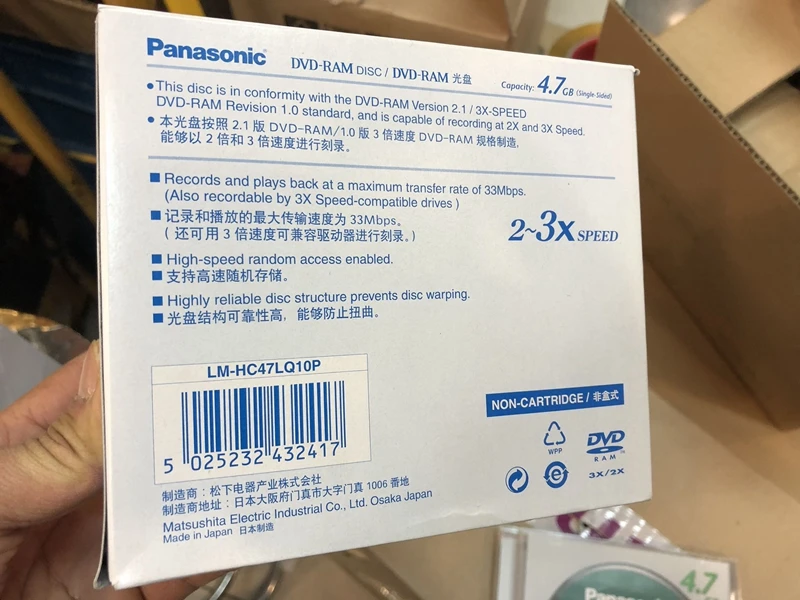 Panasonic
DVD-RAM DISC / DVD-RAM 光盘
Capacity: 4.7GB (Single-Sided)
•This disc is in conformity with the DVD-RAM Version 2.1 / 3X-SPEED
DVD-RAM Revision 1.0 standard, and is capable of recording at 2X and 3X Speed.
• 本光盘按照 2.1 版 DVD-RAM/1.0 版 3 倍速度 DVD-RAM 规格制造,
能够以 2 倍和 3 倍速度进行刻录。
■ Records and plays back at a maximum transfer rate of 33Mbps.
(Also recordable by 3X Speed-compatible drives )
■ 记录和播放的最大传输速度为 33Mbps。
( 还可用 3 倍速度可兼容驱动器进行刻录。)
2~3X SPEED
■ High-speed random access enabled.
■ 支持高速随机存储。
■ Highly reliable disc structure prevents disc warping.
■ 光盘结构可靠性高, 能够防止扭曲。
LM-HC47LQ10P
5 025232 432417
NON-CARTRIDGE / 非盒式
WPP
DVD
RAM
3X/2X
制造商 : 松下电器产业株式会社
制造商地址 : 日本大阪府门真市大字门真 1006 番地
Matsushita Electric Industrial Co., Ltd. Osaka Japan
Made in Japan 日本制造
Panasonic
4.7